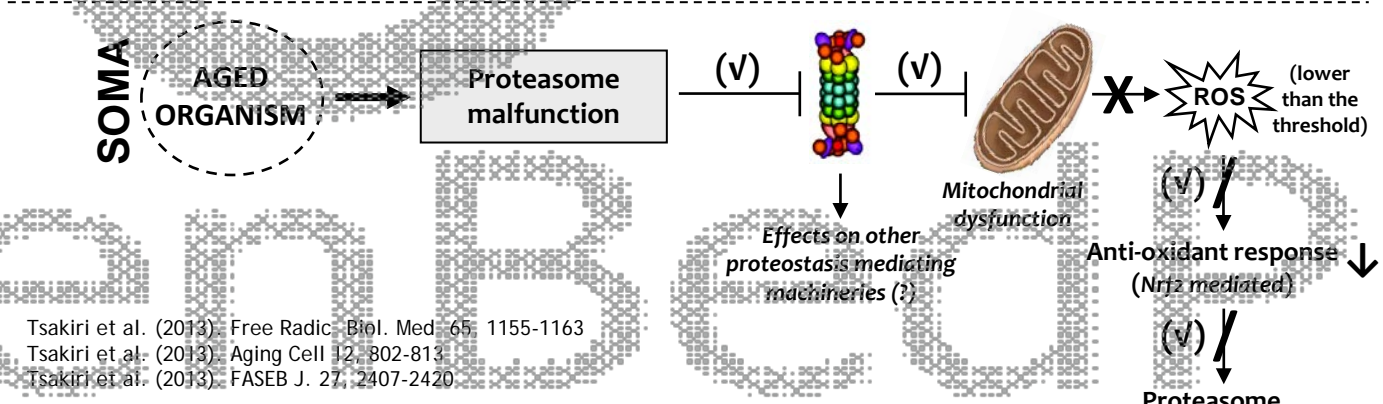 SOMA
AGED
ORGANISM
Proteasome
malfunction
(√)
(√)
X
ROS
(lower
than the
threshold)
Mitochondrial
dysfunction
Effects on other
proteostasis mediating
machineries (?)
(√)
Anti-oxidant response ↓
(Nrf2 mediated)
(√)
Proteasome
Tsakiri et al. (2013). Free Radic. Biol. Med. 65, 1155-1163
Tsakiri et al. (2013). Aging Cell 12, 802-813
Tsakiri et al. (2013). FASEB J. 27, 2407-2420